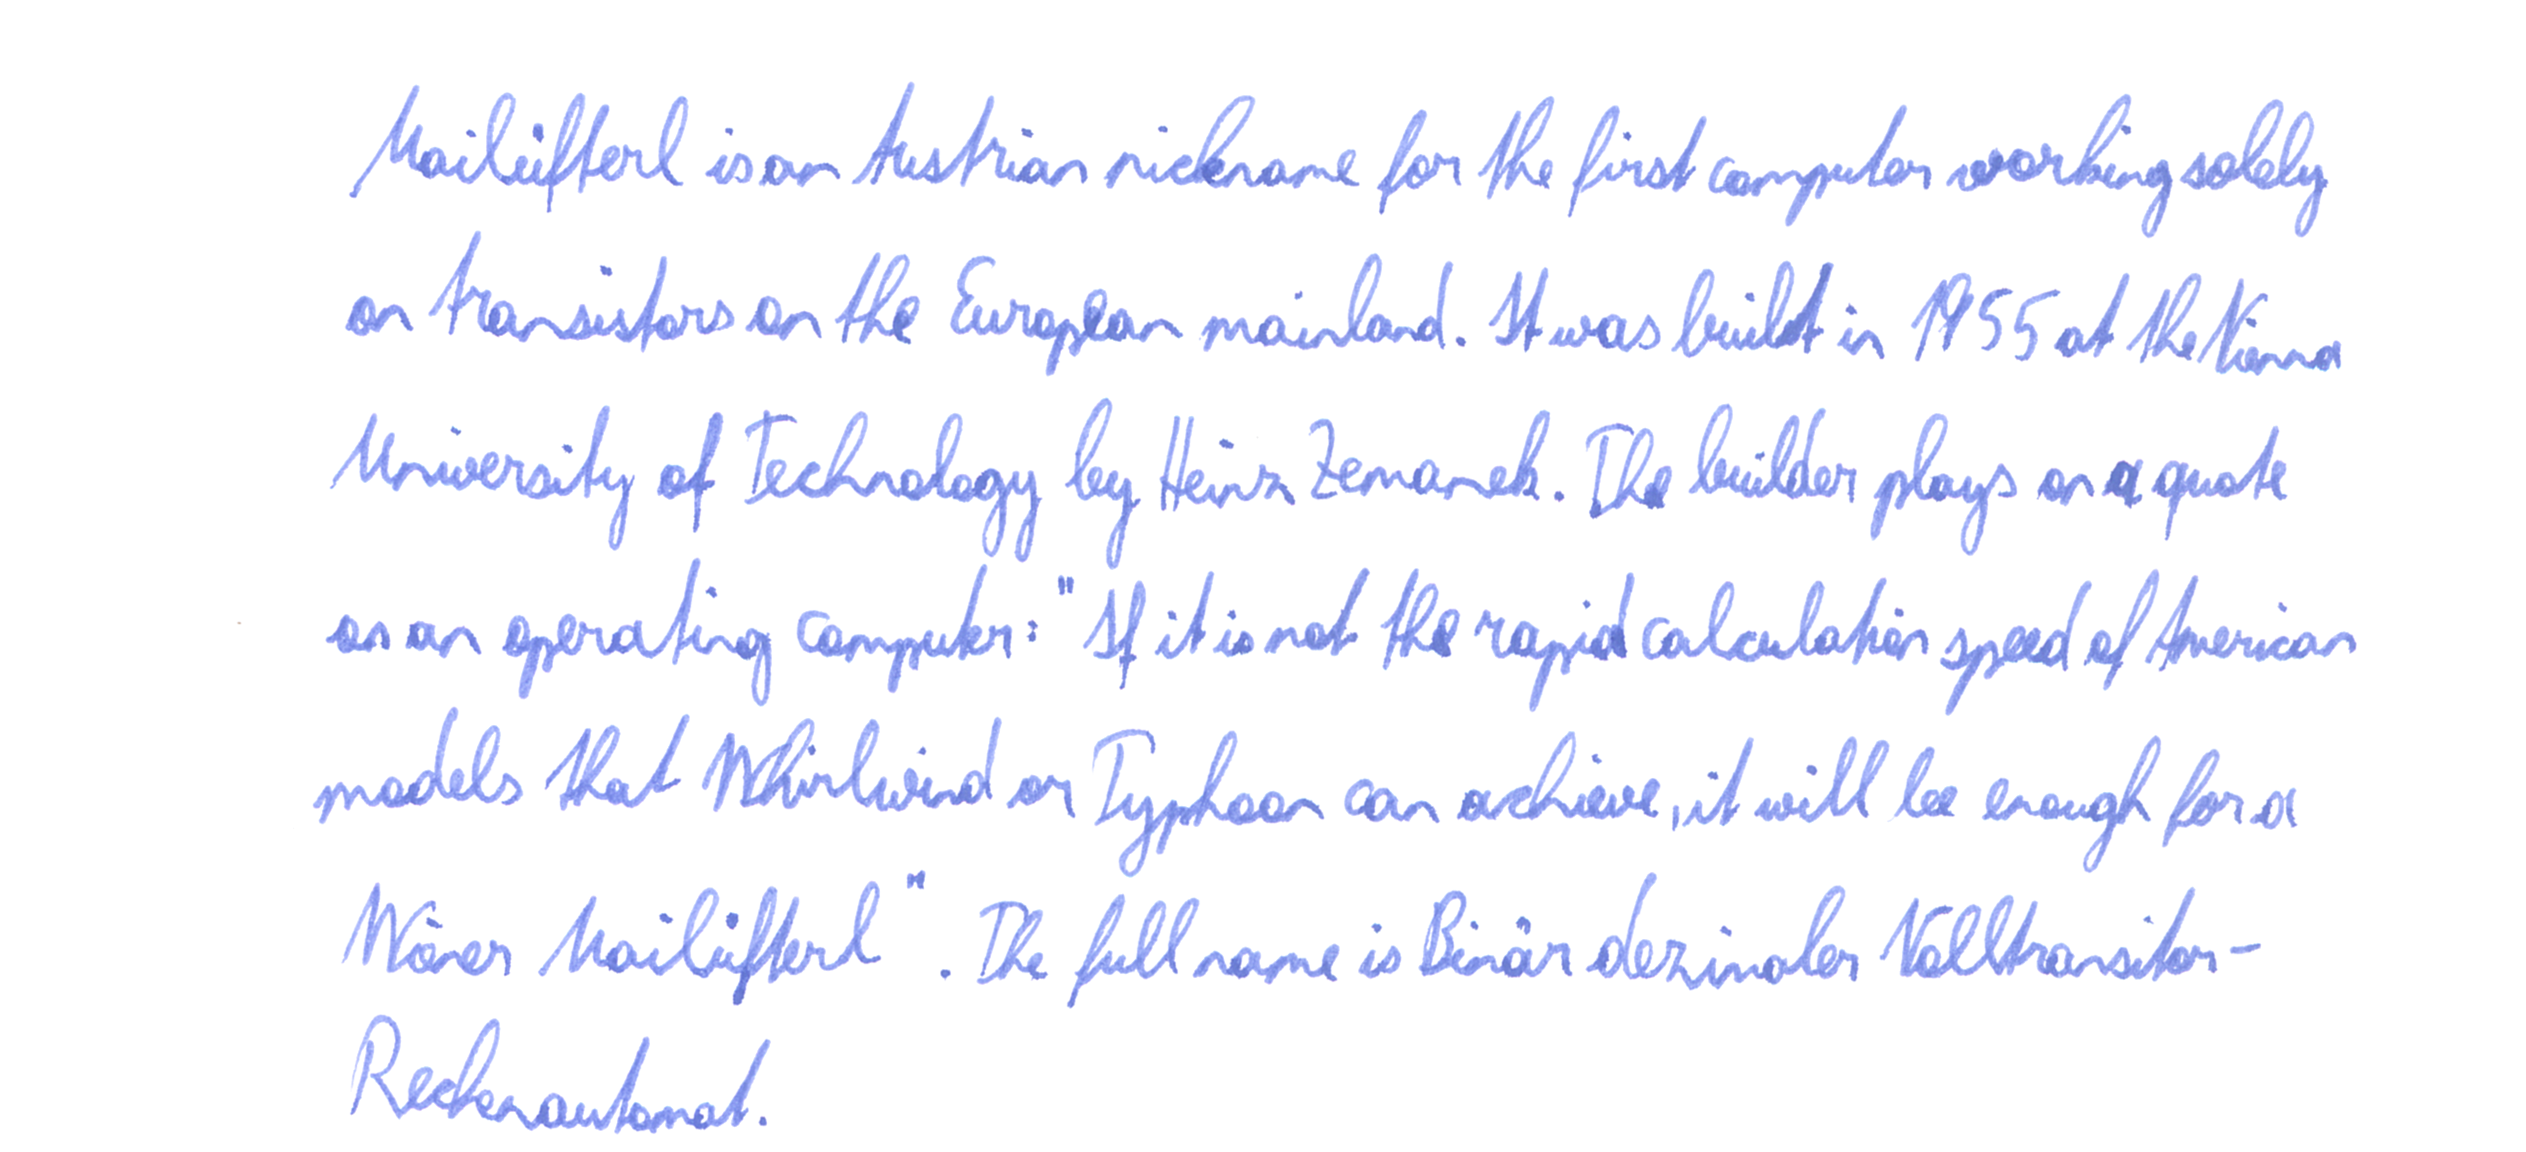 Mailüfterl is an Austrian nickname for the first computer working solely
on transistors on the European mainland. It was built in 1955 at the Vienna
University of Technology by Heinz Zemanek. The builder plays on a quote
as an operating computer: "If it is not the rapid calculation speed of American
models that Whirlwind or Typhoon can achieve, it will be enough for a
Wiener Mailüfterl". The full name is Binär dezimaler Volltransitor-
Rechenautomat.